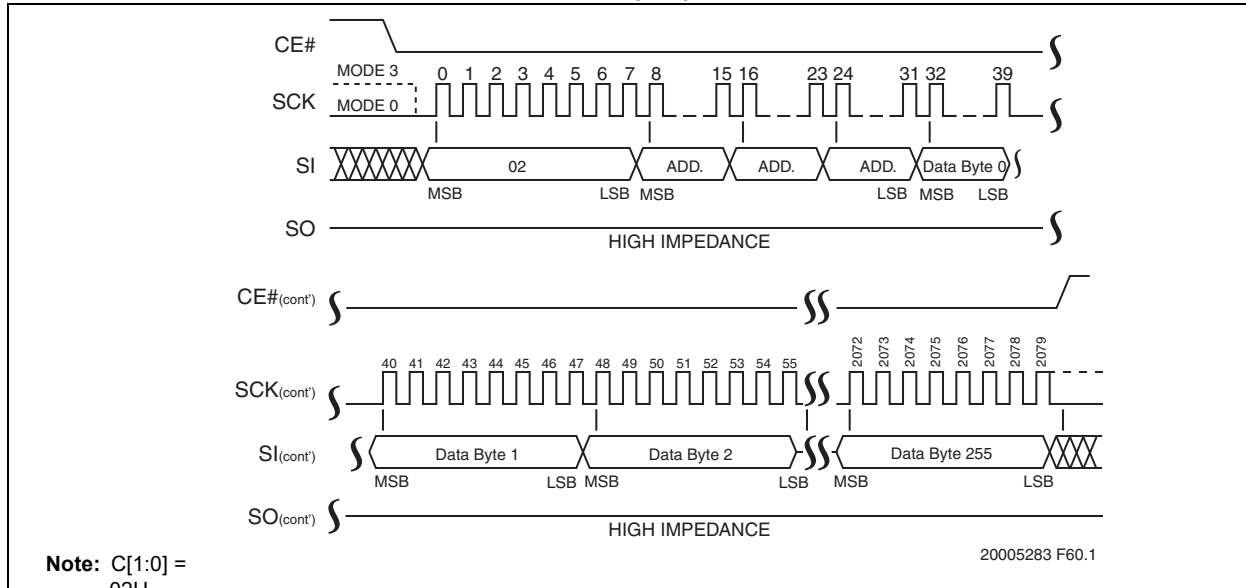 CE#
MODE 3
0 1 2 3 4 5 6 7 8 15 16 23 24 31 32 39
SCK
MODE 0
SI
02 ADD. ADD. ADD. Data Byte 0
MSB LSB MSB LSB MSB LSB
SO
HIGH IMPEDANCE
CE#(cont')
40 41 42 43 44 45 46 47 48 49 50 51 52 53 54 55 2072 2073 2074 2075 2076 2077 2078 2079
SCK(cont')
SI(cont')
Data Byte 1 Data Byte 2 Data Byte 255
MSB LSB MSB LSB MSB LSB
SO(cont')
HIGH IMPEDANCE
20005283 F60.1
Note: C[1:0] =